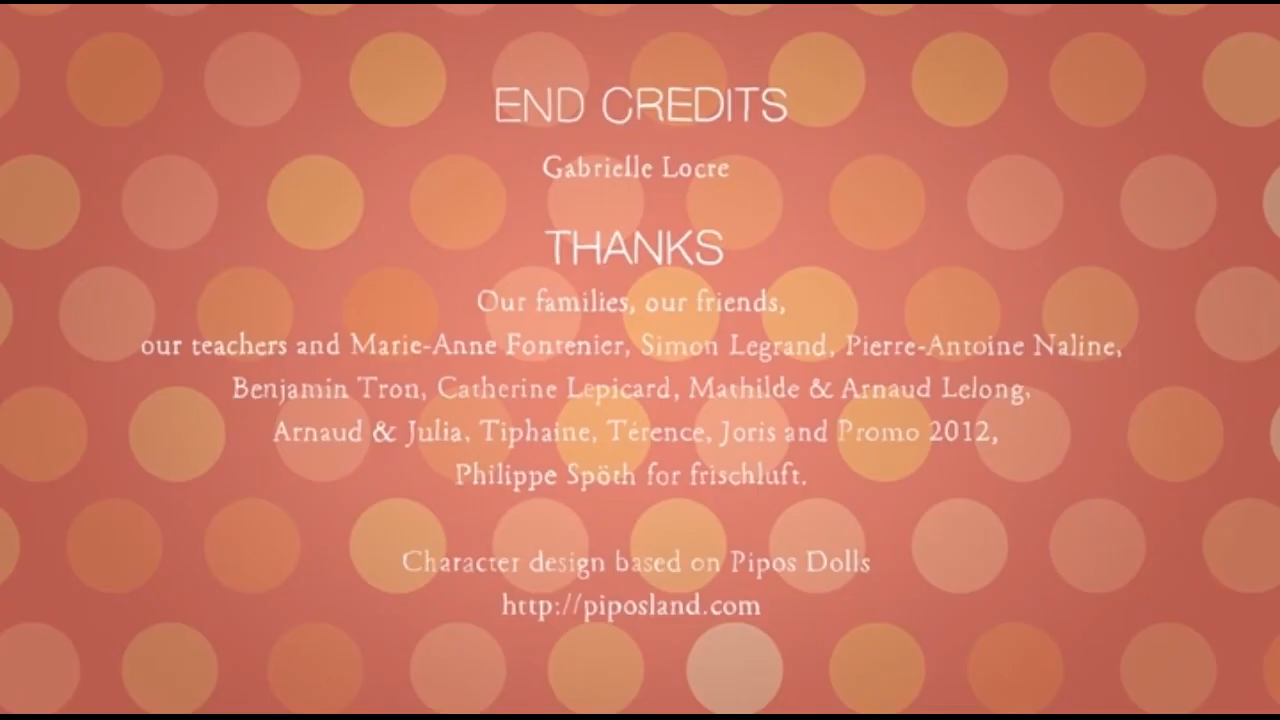 END CREDITS
Gabrielle Locre
THANKS
Our families, our friends,
our teachers and Marie-Anne Fontenier, Simon Legrand, Pierre-Antoine Naline,
Benjamin Tron, Catherine Lepicard, Mathilde & Arnaud Lelong,
Arnaud & Julia, Tiphaine, Térence, Joris and Promo 2012,
Philippe Spöth for frischluft.
Character design based on Pipos Dolls
http://piposland.com